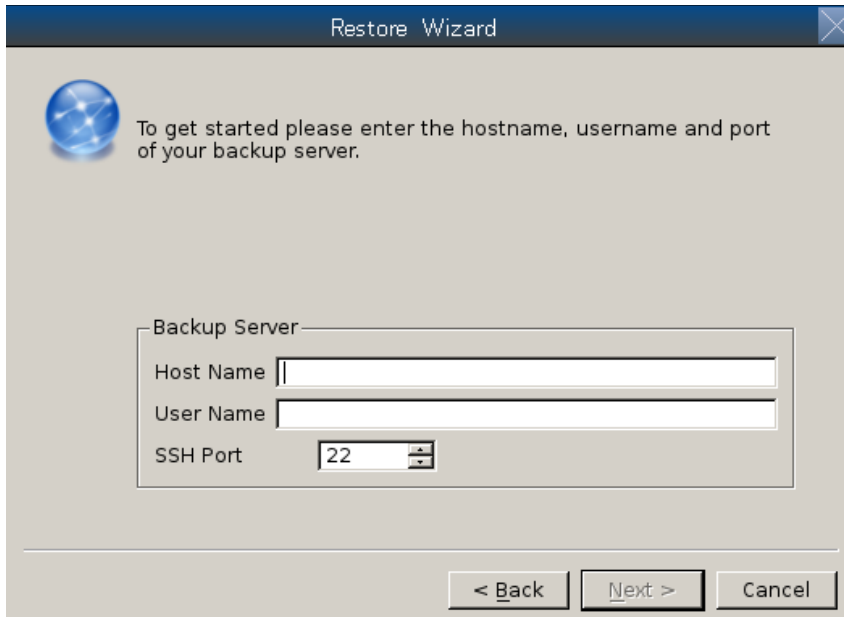 Restore Wizard
To get started please enter the hostname, username and port
of your backup server.
Backup Server
Host Name
User Name
SSH Port 22
< Back Next > Cancel